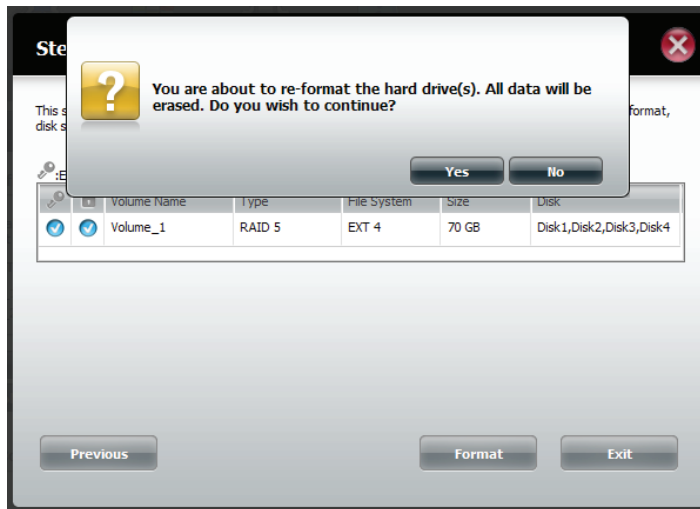 Ste
You are about to re-format the hard drive(s). All data will be
erased. Do you wish to continue?
This s
format,
disk s
Yes No
:E
Volume Name Type File System Size Disk
Volume_1 RAID 5 EXT 4 70 GB Disk1,Disk2,Disk3,Disk4
Previous Format Exit